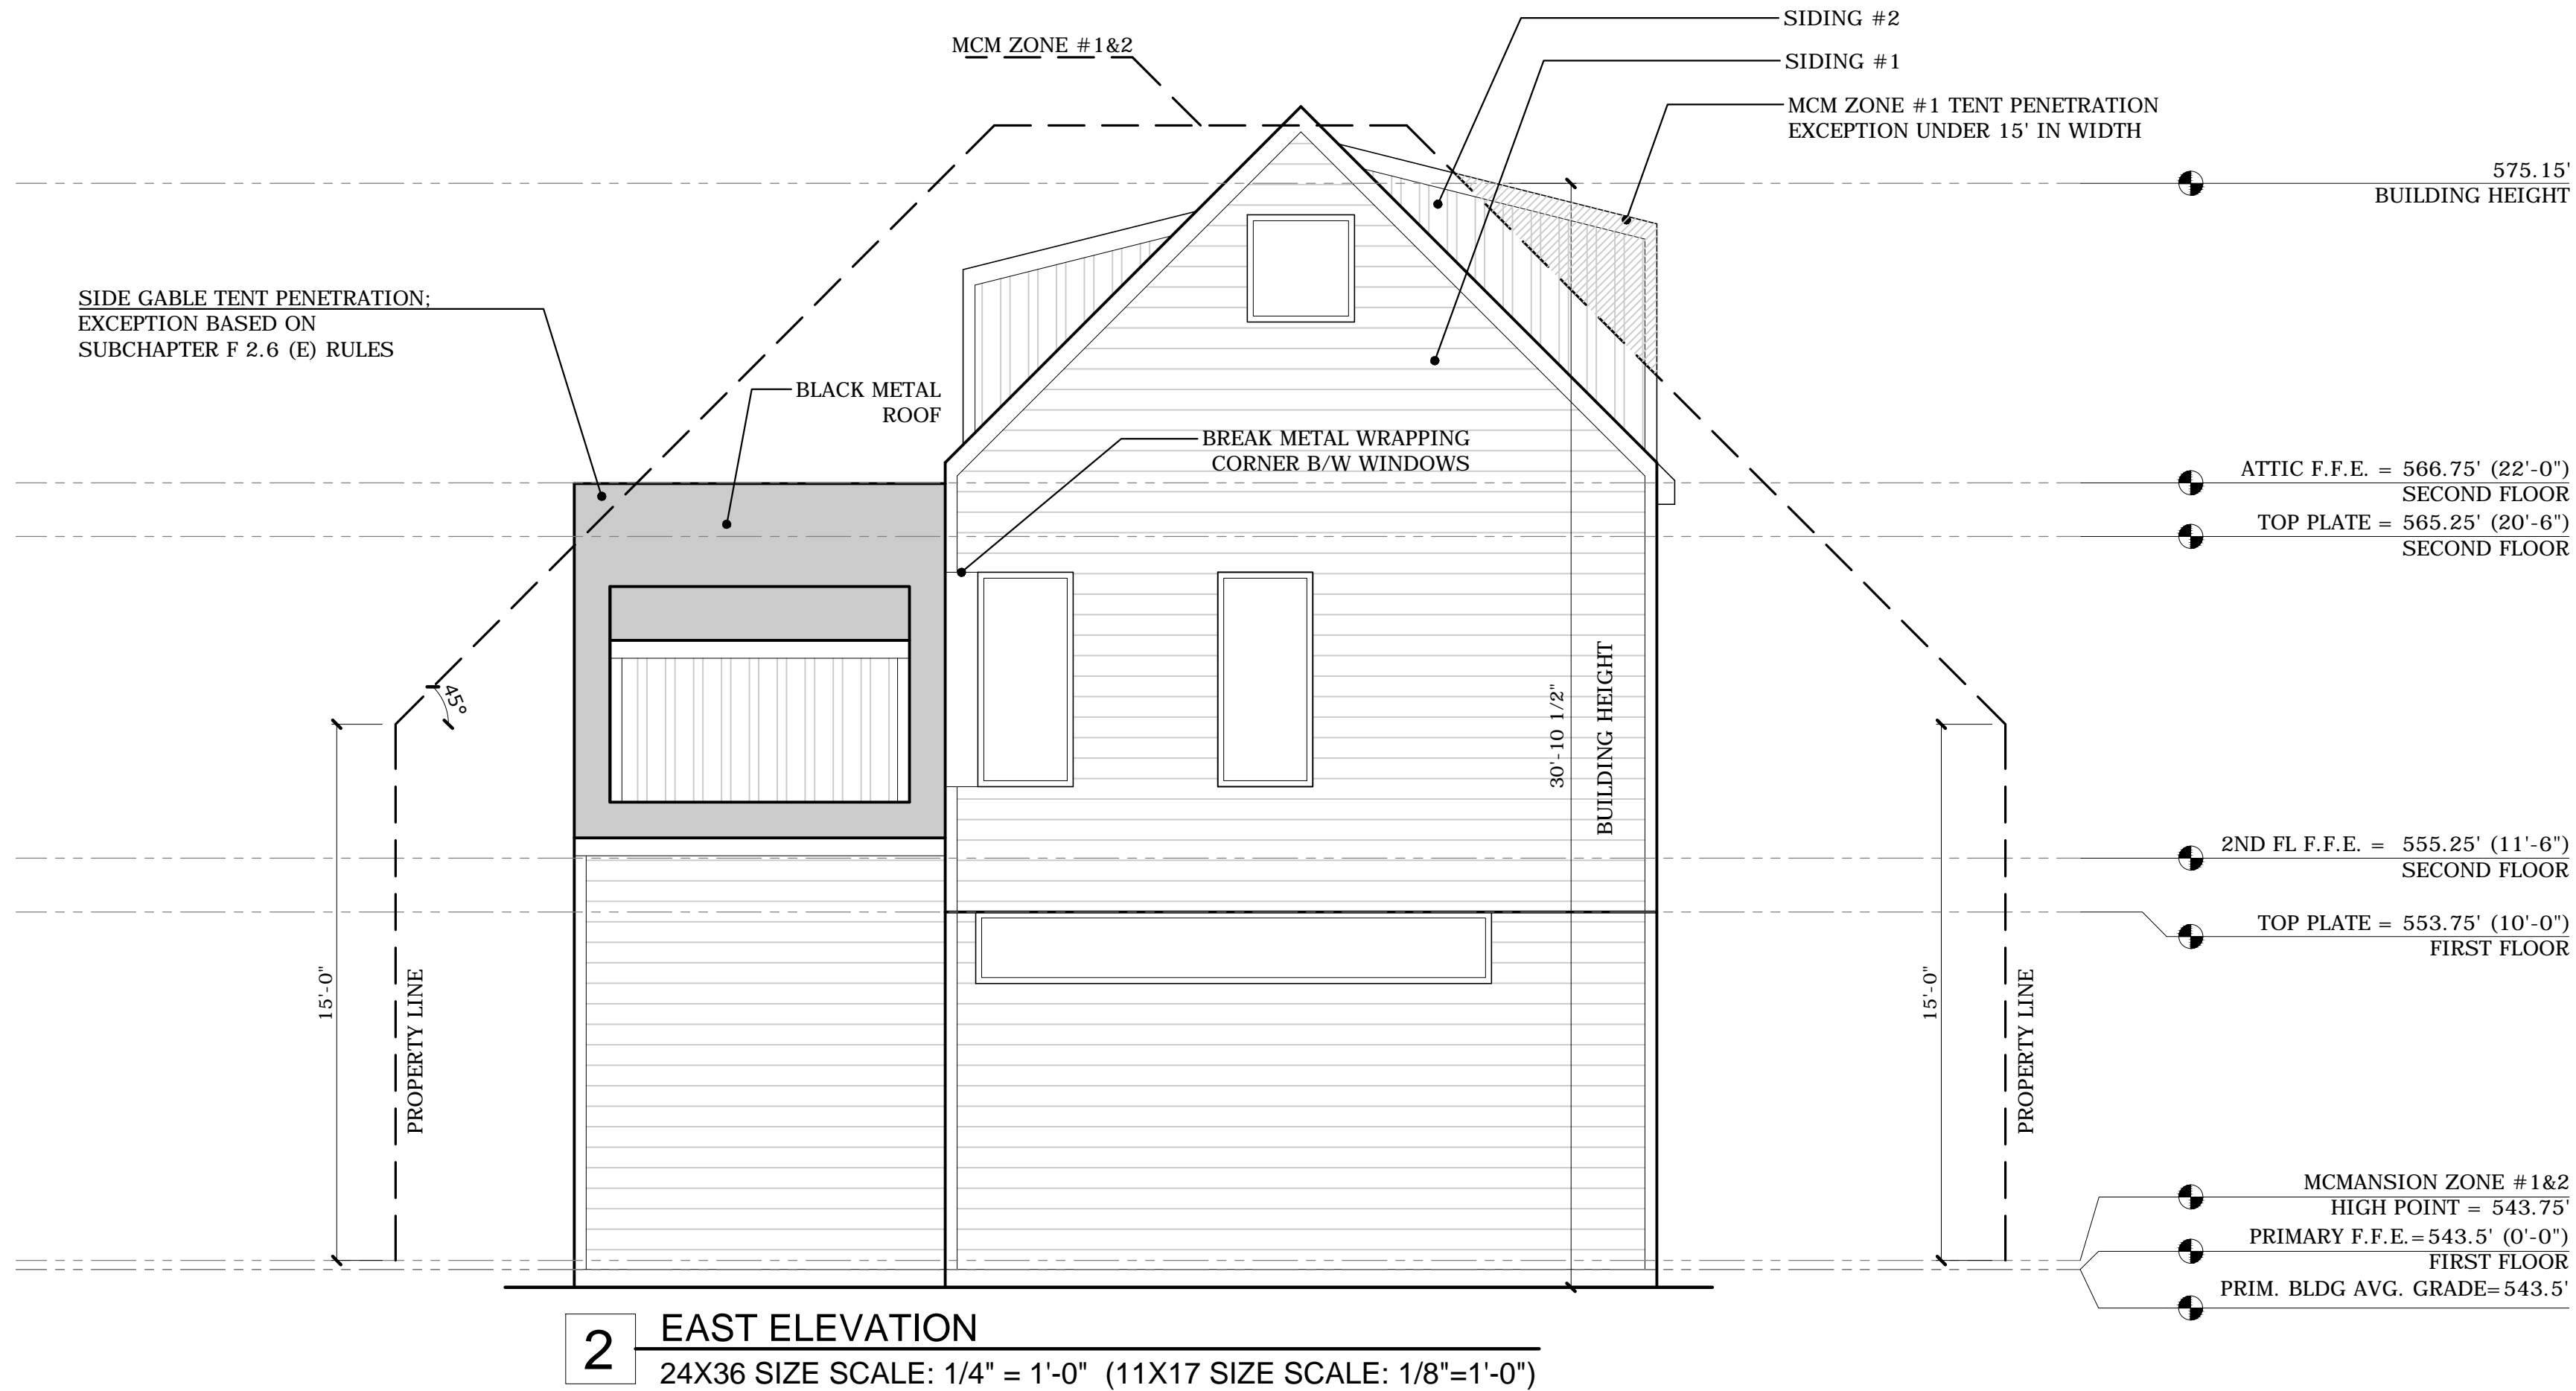 SIDING #2
MCM ZONE #1&2
SIDING #1
MCM ZONE #1 TENT PENETRATION
EXCEPTION UNDER 15' IN WIDTH
575.15'
BUILDING HEIGHT
SIDE GABLE TENT PENETRATION;
EXCEPTION BASED ON
SUBCHAPTER F 2.6 (E) RULES
BLACK METAL
ROOF
BREAK METAL WRAPPING
CORNER B/W WINDOWS
ATTIC F.F.E. = 566.75' (22'-0")
SECOND FLOOR
TOP PLATE = 565.25' (20'-6")
SECOND FLOOR
45°
30'-10 1/2"
BUILDING HEIGHT
2ND FL F.F.E. = 555.25' (11'-6")
SECOND FLOOR
TOP PLATE = 553.75' (10'-0")
FIRST FLOOR
15'-0"
PROPERTY LINE
15'-0"
PROPERTY LINE
MCMANSION ZONE #1&2
HIGH POINT = 543.75'
PRIMARY F.F.E.=543.5' (0'-0")
FIRST FLOOR
PRIM. BLDG AVG. GRADE=543.5'
2
EAST ELEVATION
24X36 SIZE SCALE: 1/4" = 1'-0" (11X17 SIZE SCALE: 1/8"=1'-0")